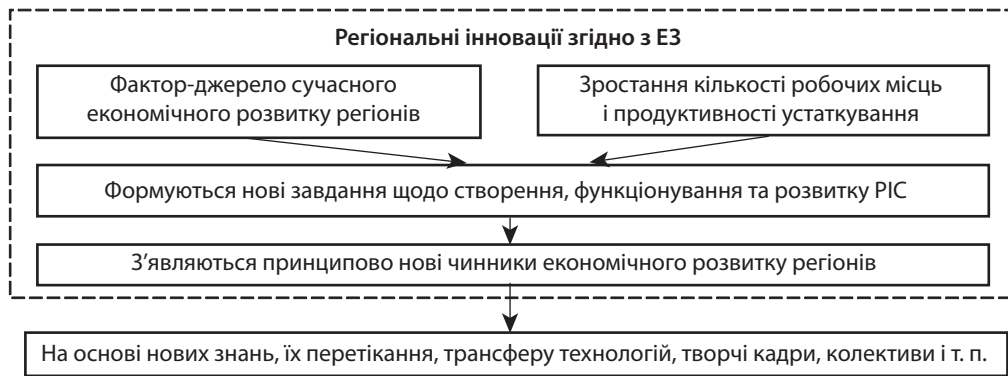 Регіональні інновації згідно з ЕЗ
Фактор-джерело сучасного
економічного розвитку регіонів
Зростання кількості робочих місць
і продуктивності устаткування
Формуються нові завдання щодо створення, функціонування та розвитку РІС
З’являються принципово нові чинники економічного розвитку регіонів
На основі нових знань, їх перетікання, трансферу технологій, творчі кадри, колективи і т. п.